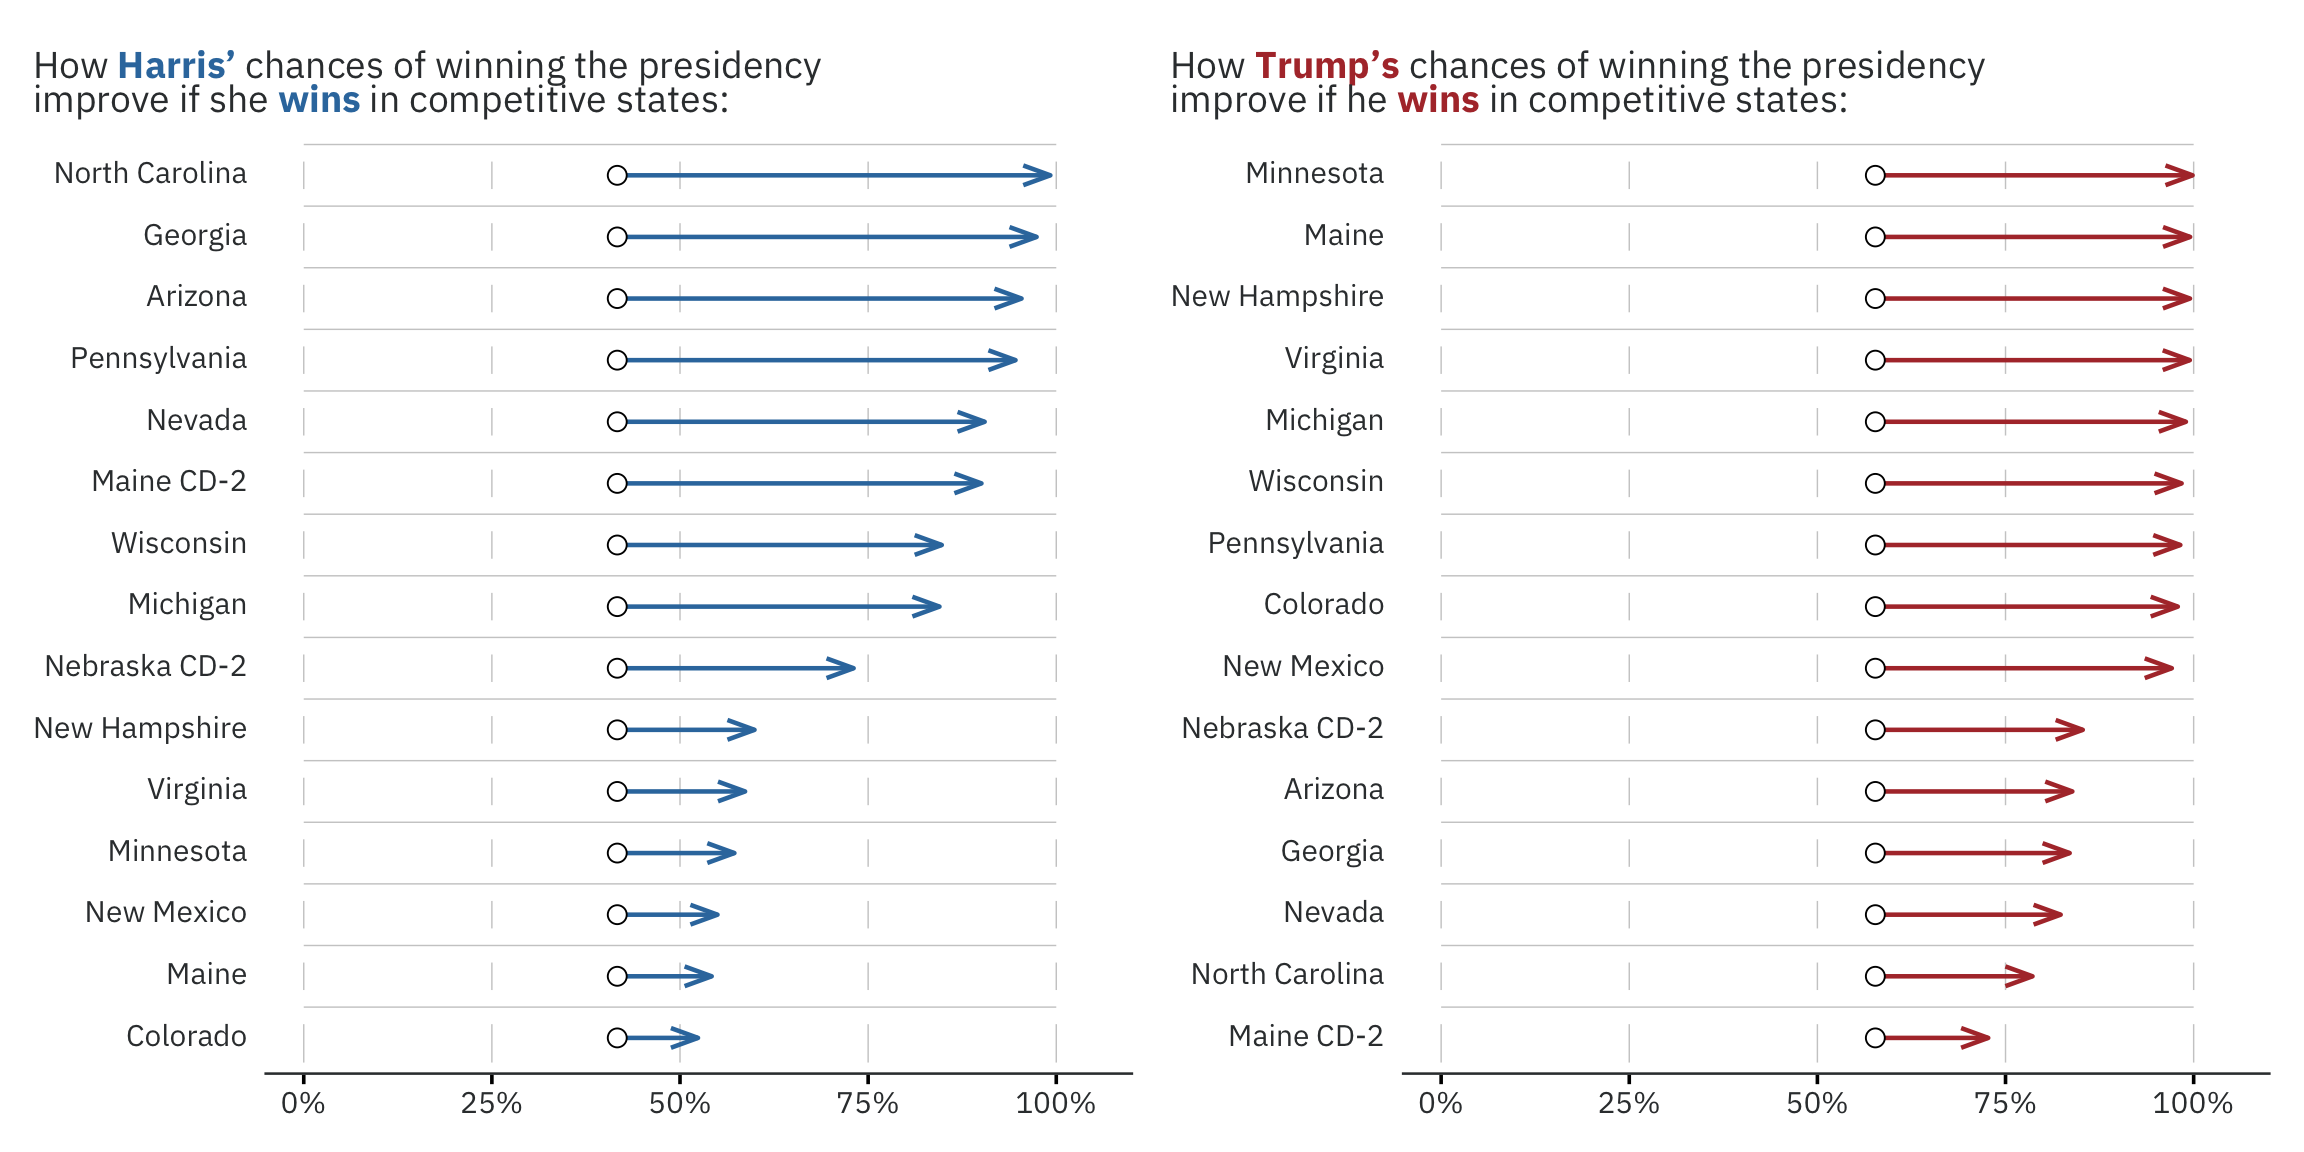 How Harris’ chances of winning the presidency
improve if she wins in competitive states:
North Carolina
Georgia
Arizona
Pennsylvania
Nevada
Maine CD-2
Wisconsin
Michigan
Nebraska CD-2
New Hampshire
Virginia
Minnesota
New Mexico
Maine
Colorado
0% 25% 50% 75% 100%
How Trump’s chances of winning the presidency
improve if he wins in competitive states:
Minnesota
Maine
New Hampshire
Virginia
Michigan
Wisconsin
Pennsylvania
Colorado
New Mexico
Nebraska CD-2
Arizona
Georgia
Nevada
North Carolina
Maine CD-2
0% 25% 50% 75% 100%